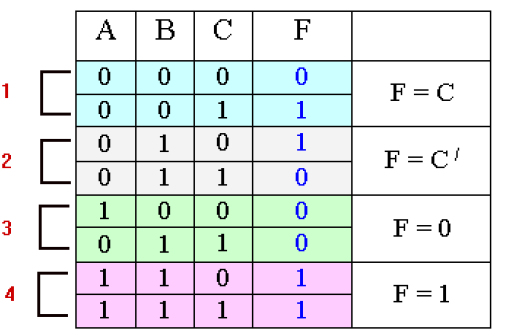 A B C F
1
0 0 0 0
F = C
0 0 1 1
2
0 1 0 1
F = C /
0 1 1 0
3
1 0 0 0
F = 0
0 1 1 0
4
1 1 0 1
F = 1
1 1 1 1